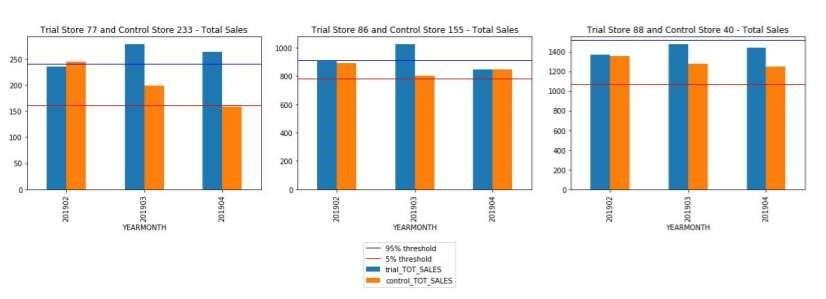 Trial Store 77 and Control Store 233 - Total Sales
250
200
150
100
50
0
201902
201903
201904
YEARMONTH
Trial Store 86 and Control Store 155 - Total Sales
1000
800
600
400
200
0
201902
201903
201904
YEARMONTH
Trial Store 88 and Control Store 40 - Total Sales
1400
1200
1000
800
600
400
200
0
201902
201903
201904
YEARMONTH
95% threshold
5% threshold
trial_TOT_SALES
control_TOT_SALES